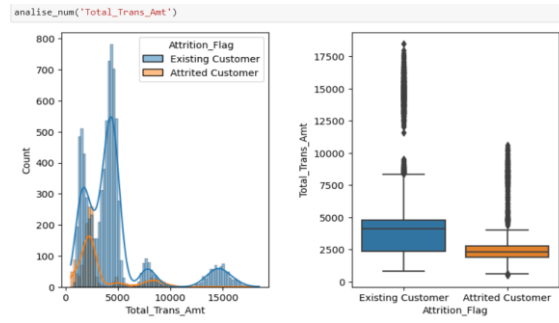 analise_num('Total_Trans_Amt')
800
700
600
500
400
300
200
100
0
Count
Attrition_Flag
Existing Customer
Attrited Customer
0 5000 10000 15000
Total_Trans_Amt
17500
15000
12500
10000
7500
5000
2500
0
Total_Trans_Amt
Existing Customer Attrited Customer
Attrition_Flag